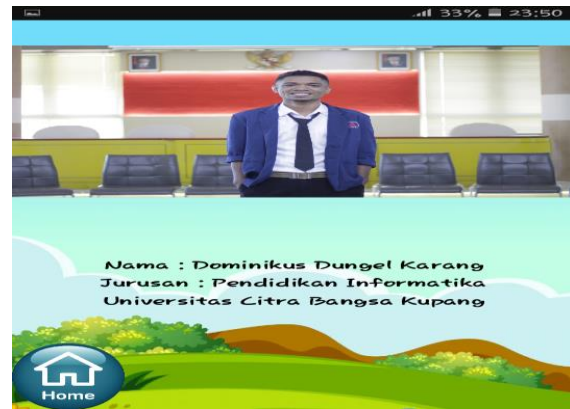 33% 23:50
Nama : Dominikus Dungel Karang
Jurusan : Pendidikan Informatika
Universitas Citra Bangsa Kupang
Home